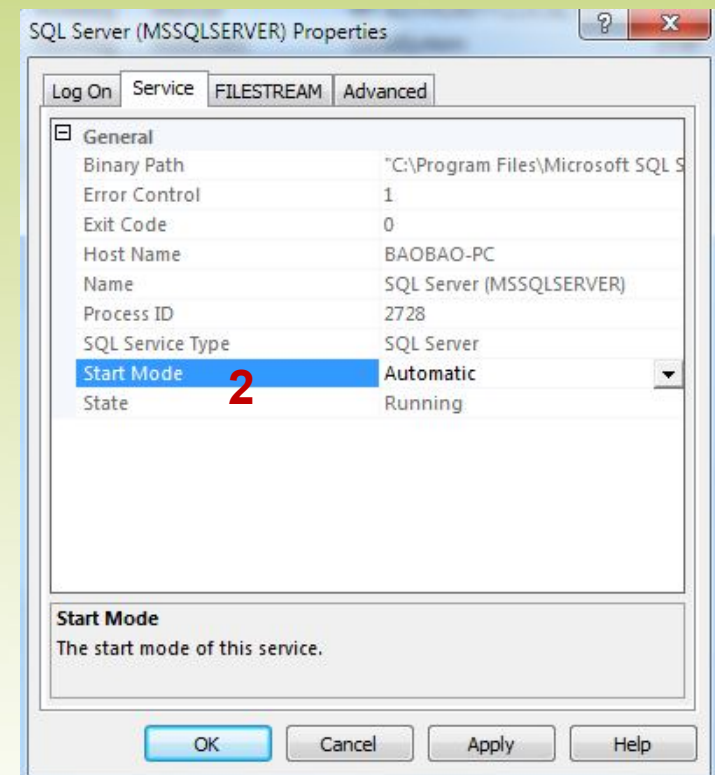 SQL Server (MSSQLSERVER) Properties
Log On Service FILESTREAM Advanced
General
Binary Path "C:\Program Files\Microsoft SQL S
Error Control 1
Exit Code 0
Host Name BAOBAO-PC
Name SQL Server (MSSQLSERVER)
Process ID 2728
SQL Service Type SQL Server
Start Mode 2 Automatic
State Running
Start Mode
The start mode of this service.
OK Cancel Apply Help